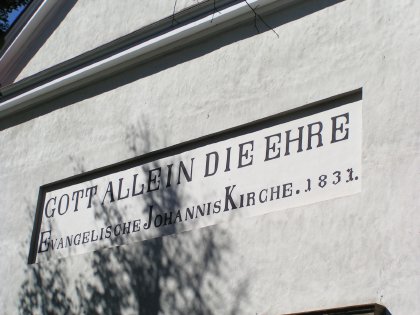 GOTT ALLEIN DIE EHRE
EVANGELISCHE JOHANNIS KIRCHE. 1831.